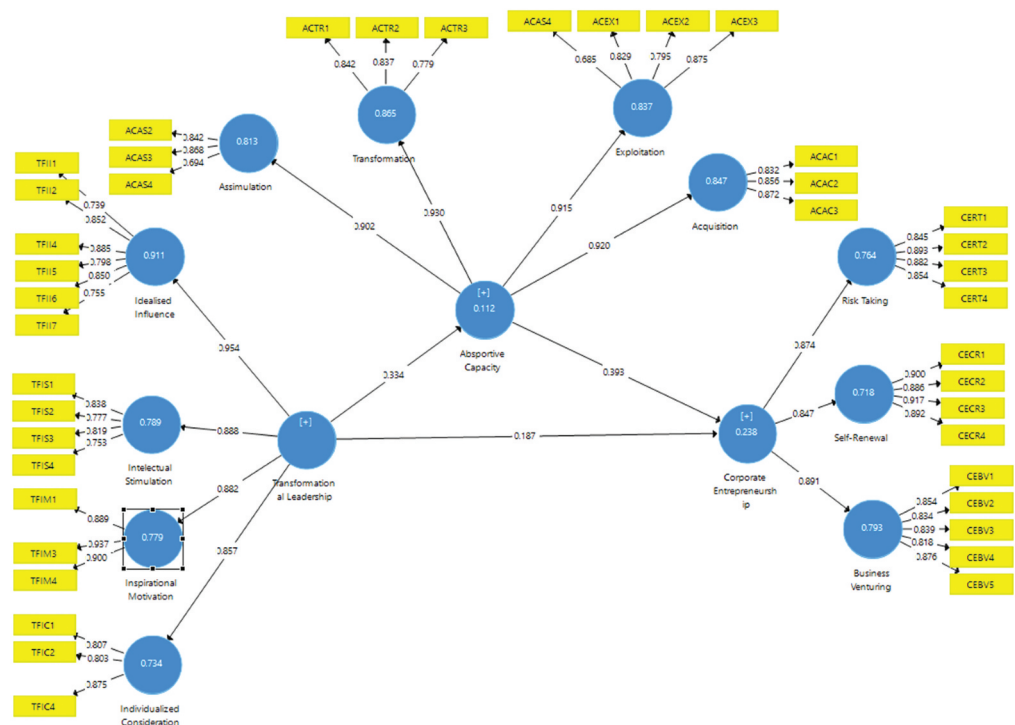 ACTR1 ACTR2 ACTR3
0.842 0.837 0.779
0.865
Transformation
ACAS4 ACEX1 ACEX2 ACEX3
0.685 0.829 0.795 0.875
0.837
Exploitation
ACAS2
ACAS3
ACAS4
0.842
0.868
0.694
0.813
Assimulation
0.847
Acquisition
0.832
0.856
0.872
ACAC1
ACAC2
ACAC3
TFII1
TFII2
TFII4
TFII5
TFII6
TFII7
0.739
0.852
0.885
0.798
0.850
0.755
0.911
Idealised
Influence
0.902
0.930
0.915
0.920
[+]
0.112
Absportive
Capacity
0.764
Risk Taking
0.845
0.893
0.882
0.854
CERT1
CERT2
CERT3
CERT4
0.954
0.334
0.393
0.874
TFIS1
TFIS2
TFIS3
TFIS4
0.838
0.777
0.819
0.753
0.789
Intelectual
Stimulation
0.888
[+]
Transformation
al Leadership
0.187
[+]
0.238
Corporate
Entrepreneursh
ip
0.847
0.718
Self-Renewal
0.900
0.886
0.917
0.892
CECR1
CECR2
CECR3
CECR4
TFIM1
TFIM3
TFIM4
0.889
0.937
0.900
0.779
Inspirational
Motivation
0.882
0.857
0.891
0.793
Business
Venturing
0.854
0.834
0.839
0.818
0.876
CEBV1
CEBV2
CEBV3
CEBV4
CEBV5
TFIC1
TFIC2
TFIC4
0.807
0.803
0.875
0.734
Individualized
Consideration